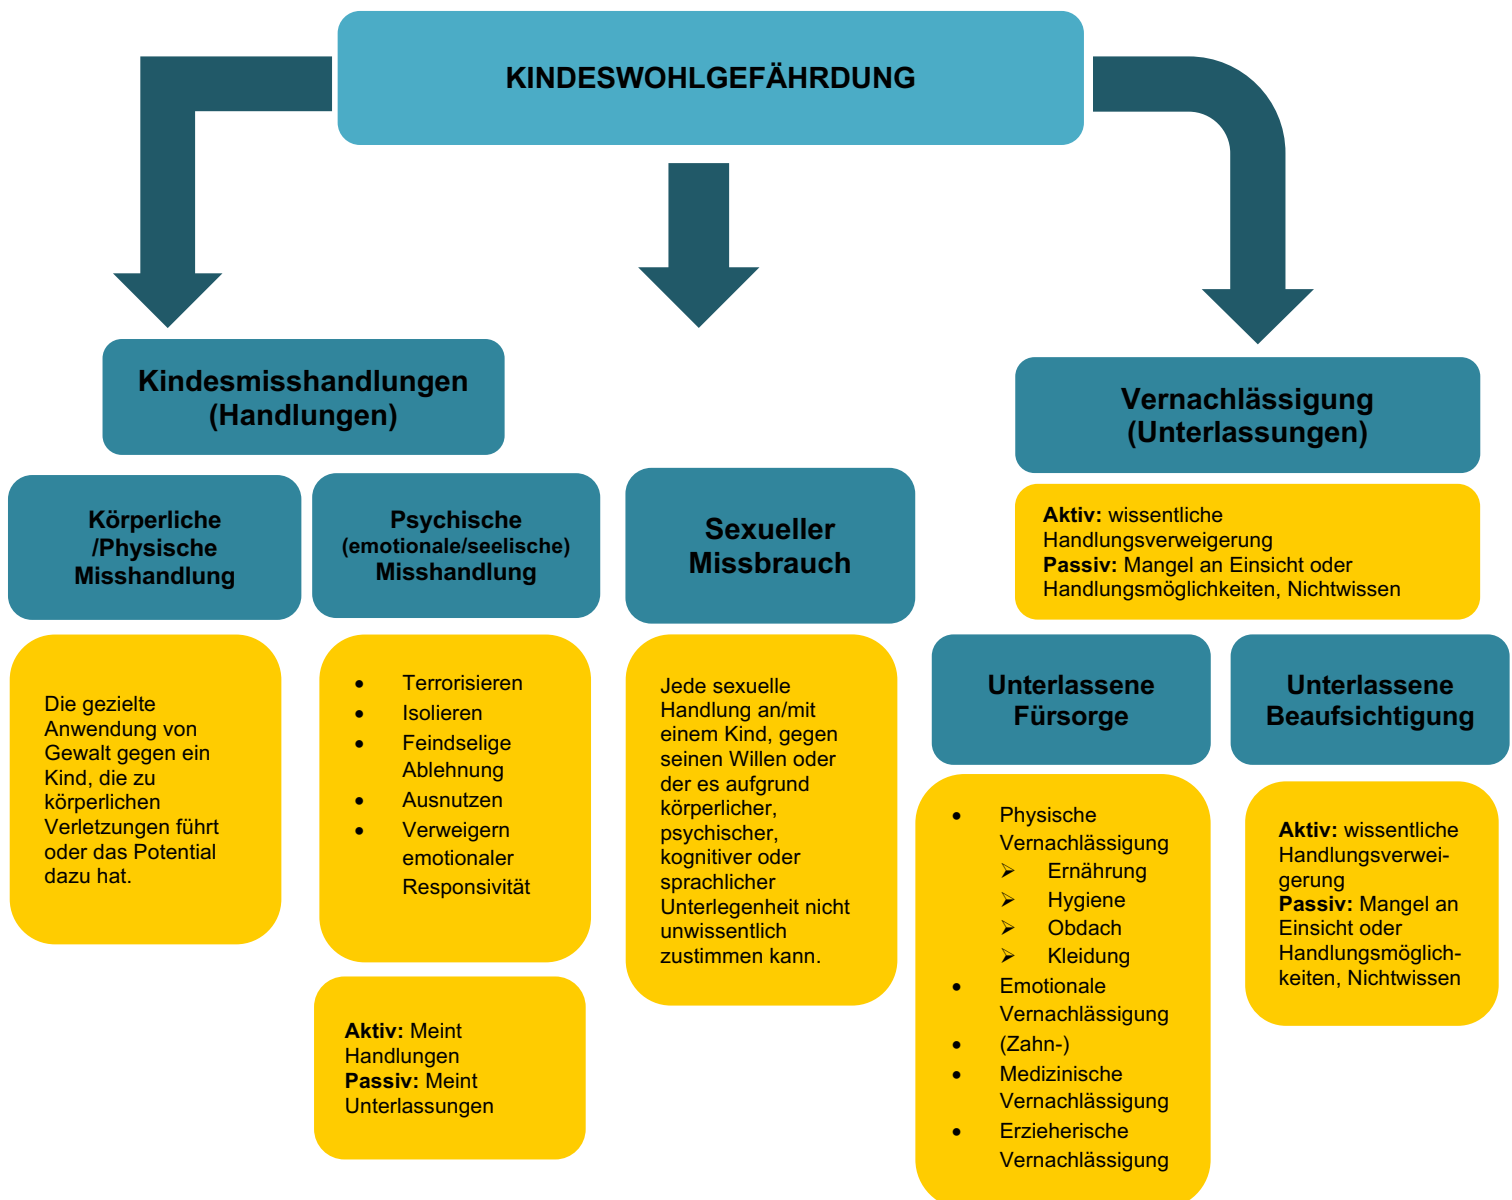 KINDESWOHLGEFÄHRDUNG
Kindesmisshandlungen
(Handlungen)
Körperliche
/Physische
Misshandlung
Die gezielte
Anwendung von
Gewalt gegen ein
Kind, die zu
körperlichen
Verletzungen führt
oder das Potential
dazu hat.
Psychische
(emotionale/seelische)
Misshandlung
• Terrorisieren
• Isolieren
• Feindselige
Ablehnung
• Ausnutzen
• Verweigern
emotionaler
Responsivität
Aktiv: Meint
Handlungen
Passiv: Meint
Unterlassungen
Sexueller
Missbrauch
Jede sexuelle
Handlung an/mit
einem Kind, gegen
seinen Willen oder
der es aufgrund
körperlicher,
psychischer,
kognitiver oder
sprachlicher
Unterlegenheit nicht
unwissentlich
zustimmen kann.
Vernachlässigung
(Unterlassungen)
Aktiv: wissentliche
Handlungsverweigerung
Passiv: Mangel an Einsicht oder
Handlungsmöglichkeiten, Nichtwissen
Unterlassene
Fürsorge
• Physische
Vernachlässigung
➢ Ernährung
➢ Hygiene
➢ Obdach
➢ Kleidung
• Emotionale
Vernachlässigung
• (Zahn-)
• Medizinische
Vernachlässigung
• Erzieherische
Vernachlässigung
Unterlassene
Beaufsichtigung
Aktiv: wissentliche
Handlungsverwei-
gerung
Passiv: Mangel an
Einsicht oder
Handlungsmöglich-
keiten, Nichtwissen